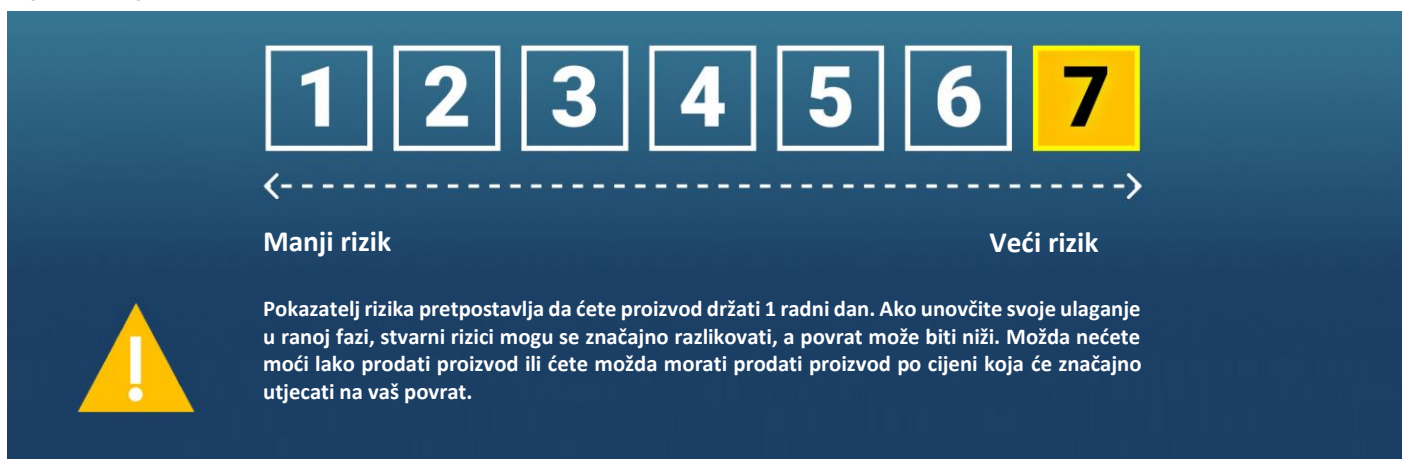 1 2 3 4 5 6 7
Manji rizik Veći rizik
Pokazatelj rizika pretpostavlja da ćete proizvod držati 1 radni dan. Ako unovčite svoje ulaganje
u ranoj fazi, stvarni rizici mogu se značajno razlikovati, a povrat može biti niži. Možda nećete
moći lako prodati proizvod ili ćete možda morati prodati proizvod po cijeni koja će značajno
utjecati na vaš povrat.